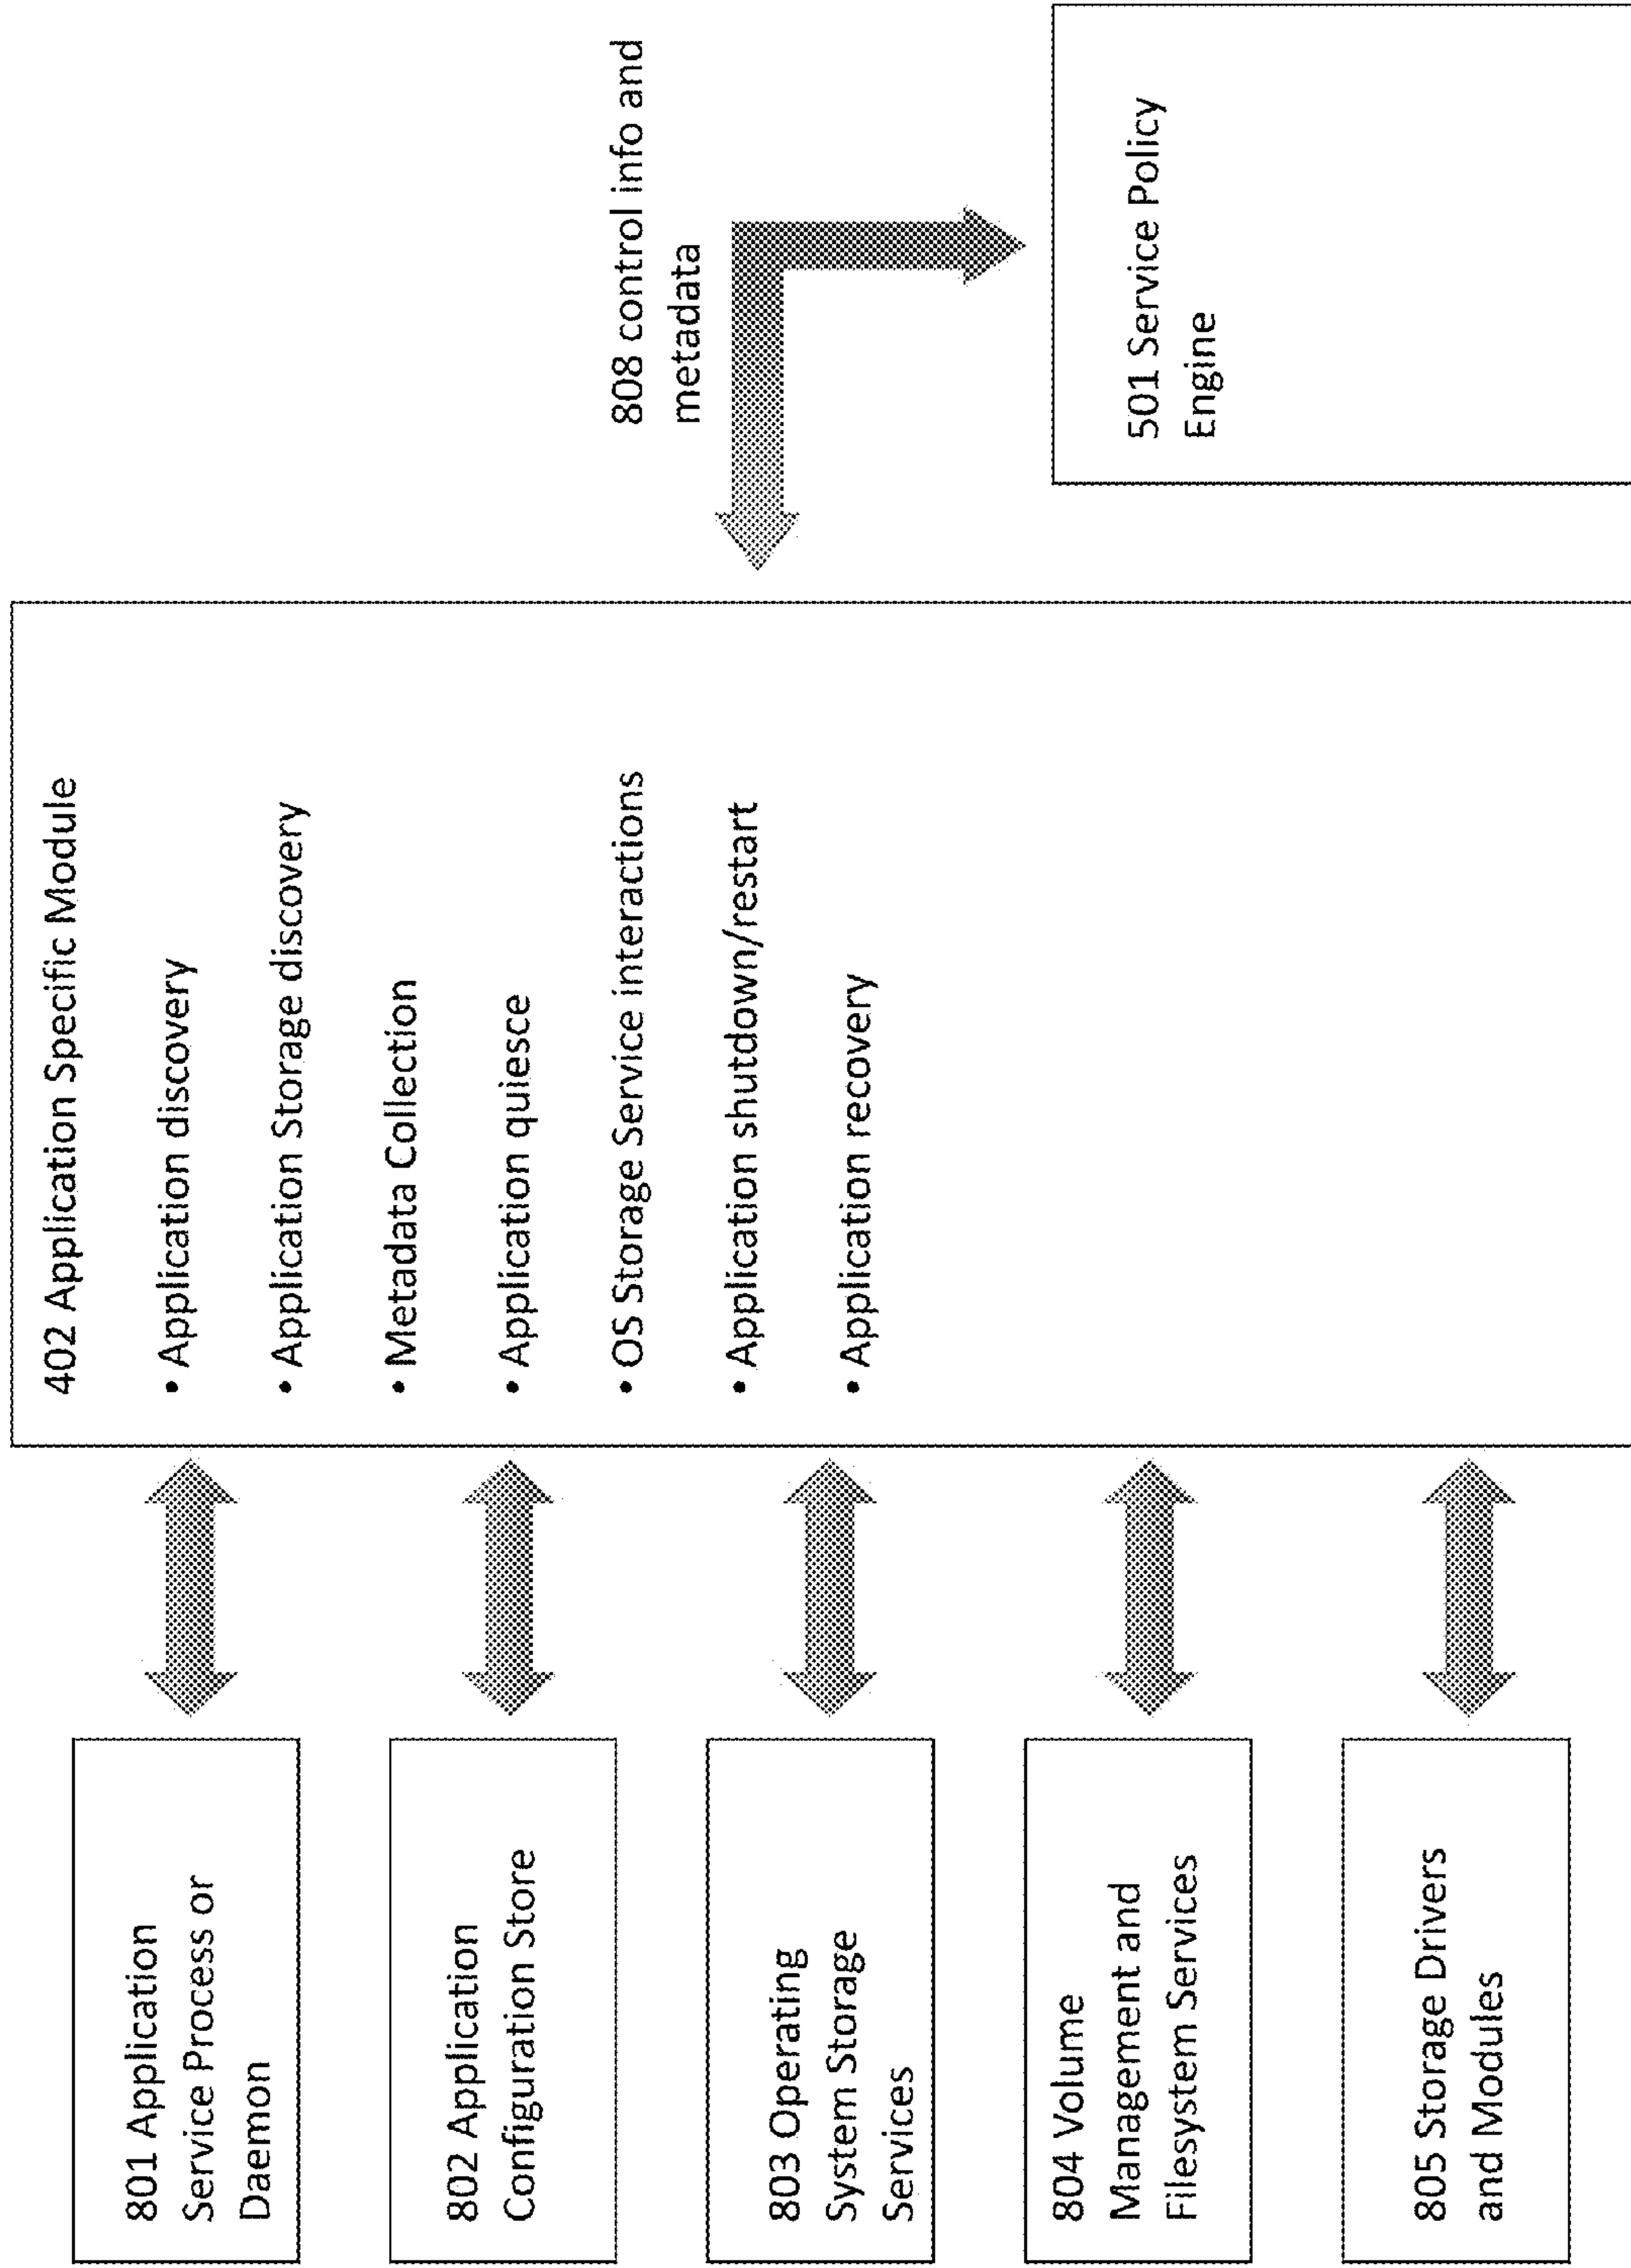 801 Application
Service Process or
Daemon
802 Application
Configuration Store
803 Operating
System Storage
Services
804 Volume
Management and
Filesystem Services
805 Storage Drivers
and Modules
402 Application Specific Module
• Application discovery
• Application Storage discovery
• Metadata Collection
• Application quiesce
• OS Storage Service interactions
• Application shutdown/restart
• Application recovery
808 control info and
metadata
501 Service Policy
Engine